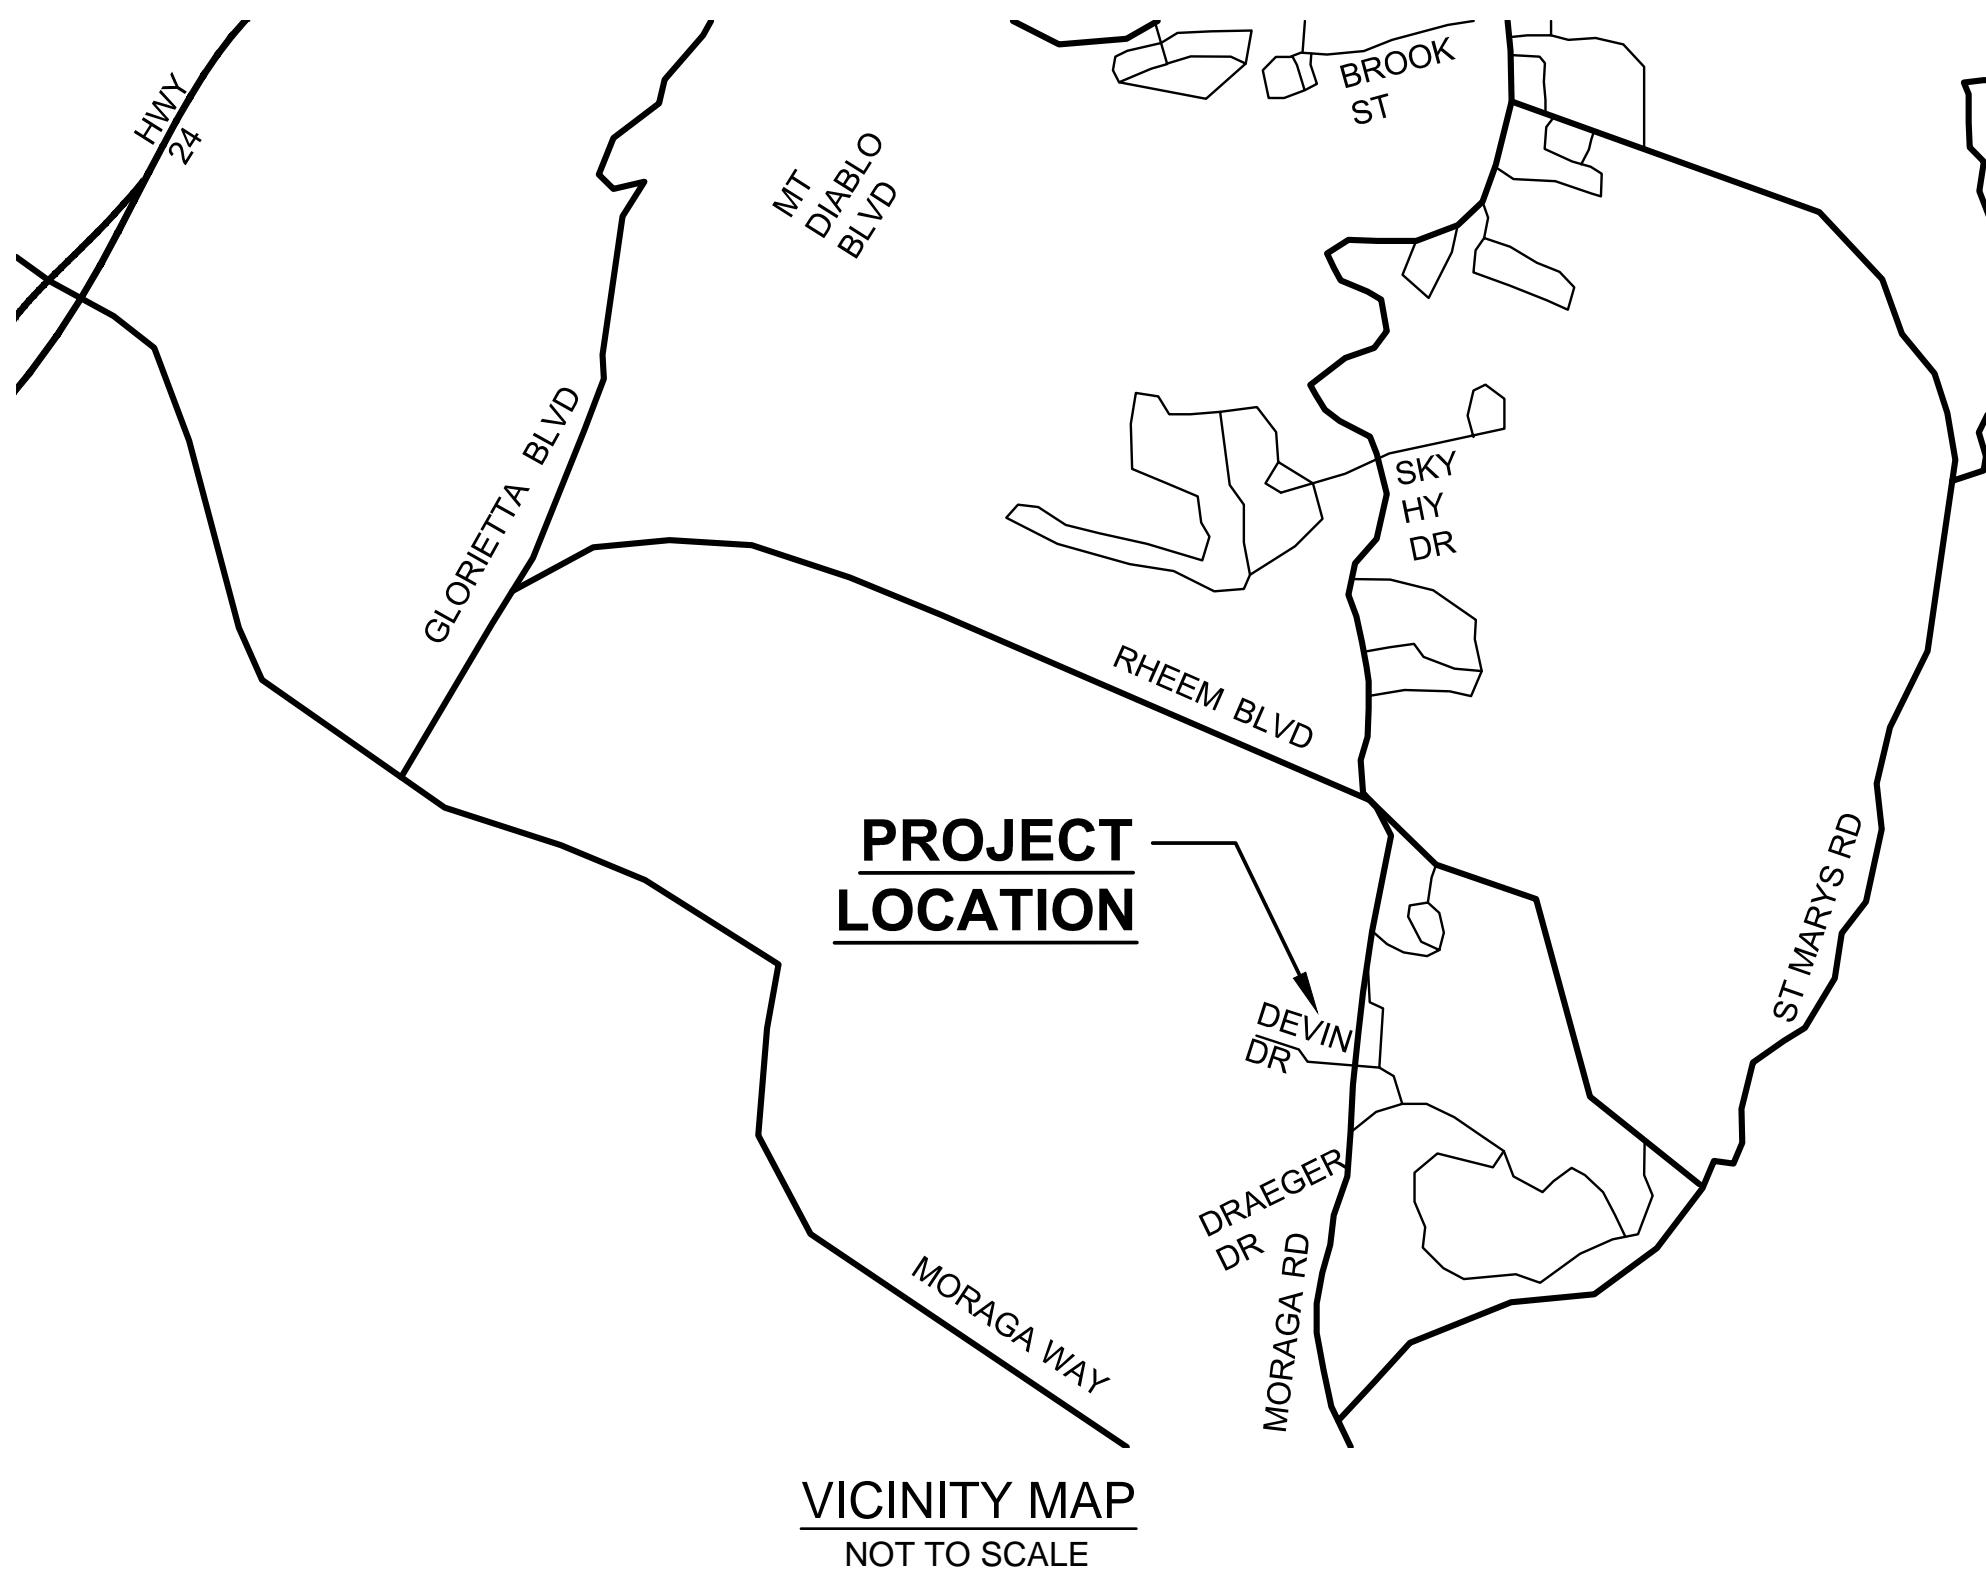 HWY
24
MT
DIABLO
BLVD
BROOK
ST
GLORIETTA BLVD
SKY
HY
DR
RHEEM BLVD
PROJECT
LOCATION
ST MARYS RD
DEVIN
DR
DRAEGER
DR
MORAGA RD
MORAGA WAY
VICINITY MAP
NOT TO SCALE